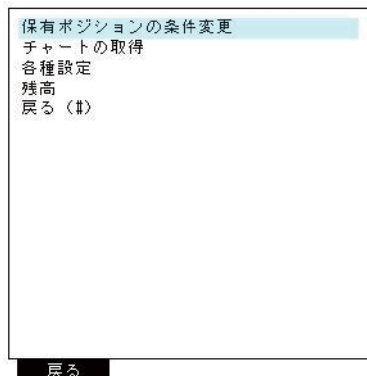 保有ポジションの条件変更
チャートの取得
各種設定
残高
戻る（#）
戻る